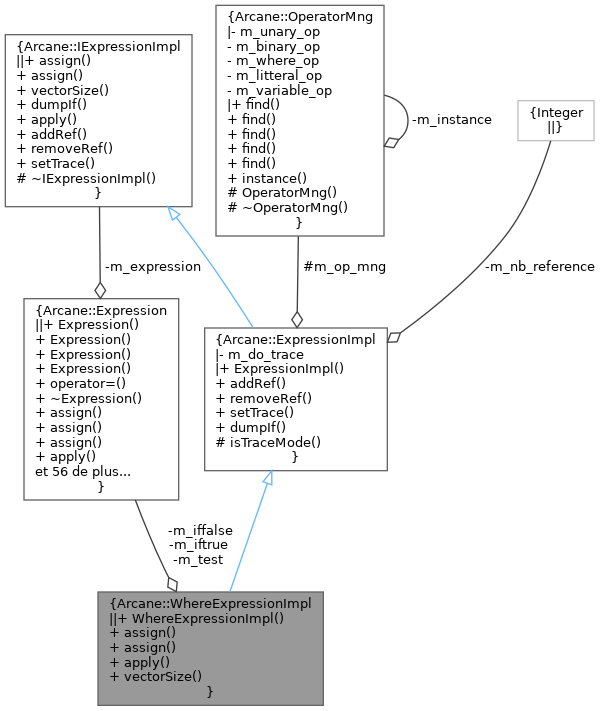 {Arcane::IExpressionImpl
||+ assign()
+ assign()
+ vectorSize()
+ dumpIf()
+ apply()
+ addRef()
+ removeRef()
+ setTrace()
# ~IExpressionImpl()
}
{Arcane::OperatorMng
|- m_unary_op
- m_binary_op
- m_where_op
- m_litteral_op
- m_variable_op
|+ find()
+ find()
+ find()
+ find()
+ find()
+ instance()
# OperatorMng()
# ~OperatorMng()
}
-m_instance
{Integer
||}
-m_expression
#m_op_mng
-m_nb_reference
{Arcane::Expression
||+ Expression()
+ Expression()
+ Expression()
+ Expression()
+ operator=()
+ ~Expression()
+ assign()
+ assign()
+ assign()
+ apply()
et 56 de plus...
}
{Arcane::ExpressionImpl
|- m_do_trace
|+ ExpressionImpl()
+ addRef()
+ removeRef()
+ setTrace()
+ dumpIf()
# isTraceMode()
}
-m_iffalse
-m_iftrue
-m_test
{Arcane::WhereExpressionImpl
||+ WhereExpressionImpl()
+ assign()
+ assign()
+ apply()
+ vectorSize()
}